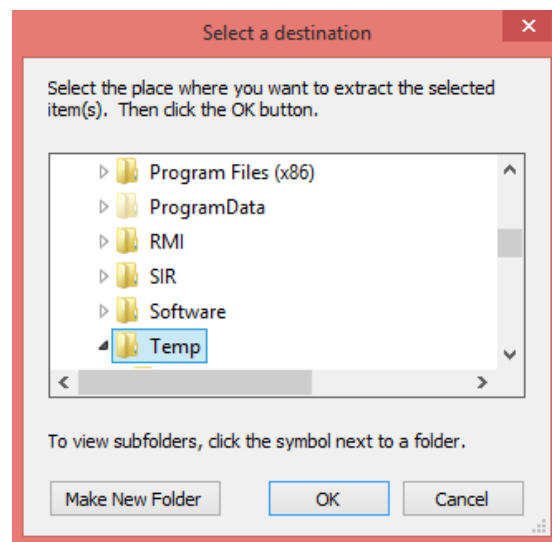 Select a destination
Select the place where you want to extract the selected
item(s). Then click the OK button.
Program Files (x86)
ProgramData
RMI
SIR
Software
Temp
To view subfolders, click the symbol next to a folder.
Make New Folder
OK
Cancel